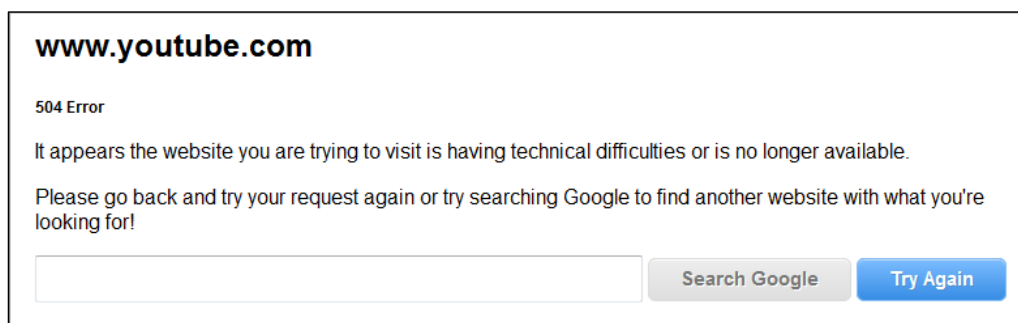 www.youtube.com
504 Error
It appears the website you are trying to visit is having technical difficulties or is no longer available.
Please go back and try your request again or try searching Google to find another website with what you're
looking for!
Search Google
Try Again